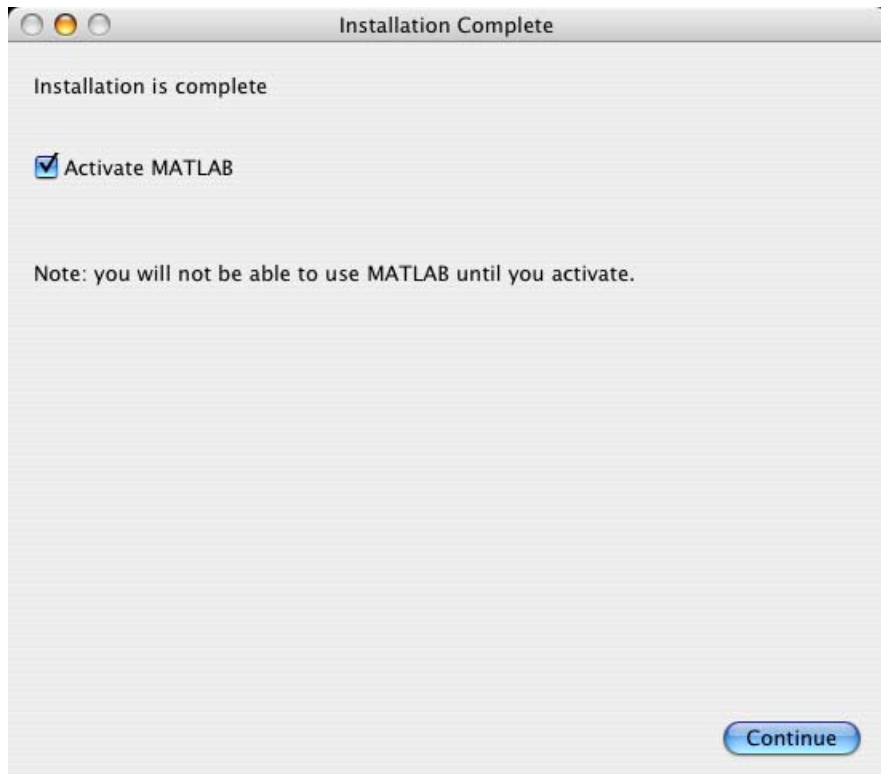 Installation Complete
Installation is complete
Activate MATLAB
Note: you will not be able to use MATLAB until you activate.
Continue